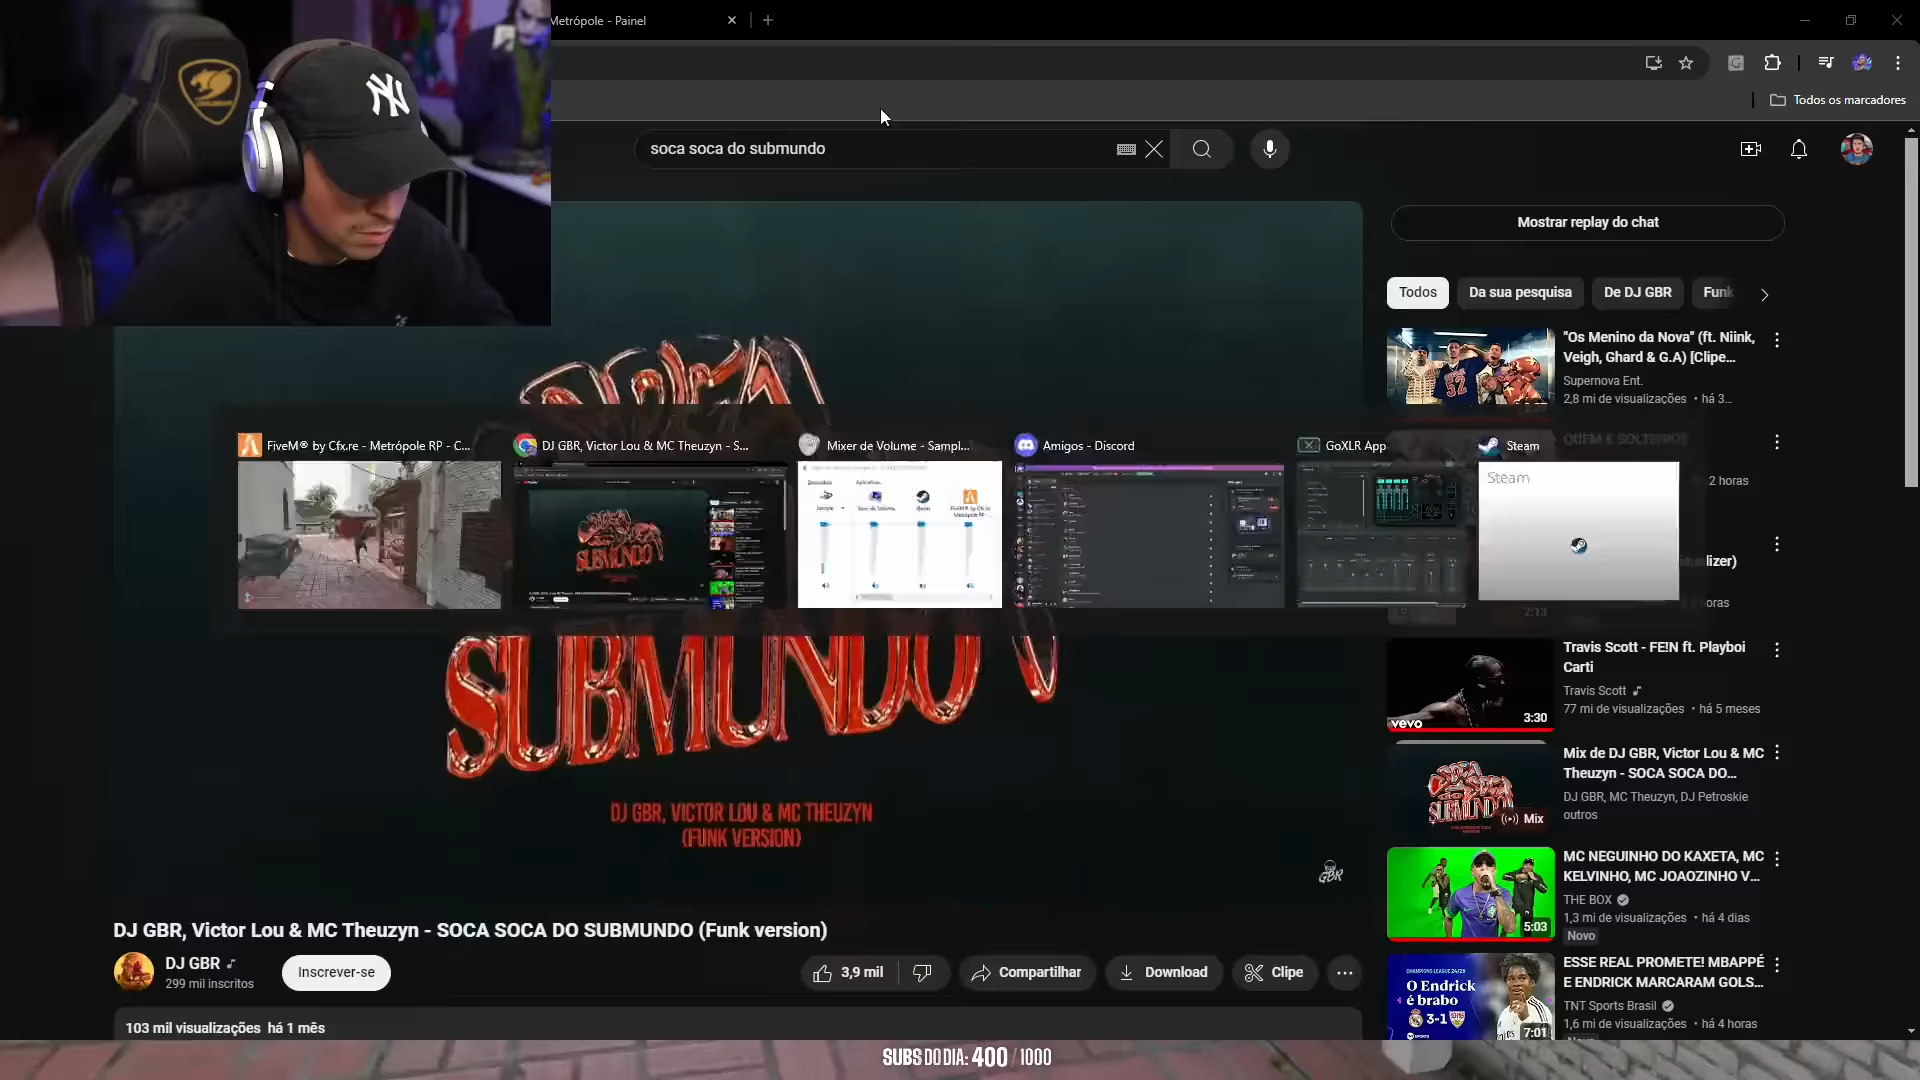 Metrópole - Painel
Todos os marcadores
soca soca do submundo
Mostrar replay do chat
Todos
Da sua pesquisa
De DJ GBR
Funk
"Os Menino da Nova" (ft. Niink,
Veigh, Ghard & G.A) [Clipe...
Supernova Ent.
2,8 mi de visualizações • há 3...
FiveM® by Cfx.re - Metrópole RP - C...
DJ GBR, Victor Lou & MC Theuzyn - S...
Mixer de Volume - Sampl...
Amigos - Discord
GoXLR App
Steam
QUEM É SOLTEIRO
Steam
2 horas
lizer)
oras
2:13
SUBMUNDO
DJ GBR, VICTOR LOU & MC THEUZYN
(FUNK VERSION)
GBR
Travis Scott - FE!N ft. Playboi
Carti
Travis Scott
77 mi de visualizações • há 5 meses
vevo
3:30
Mix de DJ GBR, Victor Lou & MC
Theuzyn - SOCA SOCA DO...
DJ GBR, MC Theuzyn, DJ Petroskie
outros
Mix
MC NEGUINHO DO KAXETA, MC
KELVINHO, MC JOAOZINHO V...
THE BOX
1,3 mi de visualizações • há 4 dias
Novo
5:03
ESSE REAL PROMETE! MBAPPÉ
E ENDRICK MARCARAM GOLS...
TNT Sports Brasil
1,6 mi de visualizações • há 4 horas
CHAMPIONS LEAGUE 24/25
O Endrick
é brabo
3-1
7:01
DJ GBR, Victor Lou & MC Theuzyn - SOCA SOCA DO SUBMUNDO (Funk version)
DJ GBR
299 mil inscritos
Inscrever-se
3,9 mil
Compartilhar
Download
Clipe
103 mil visualizações há 1 mês
SUBS DO DIA: 400 / 1000